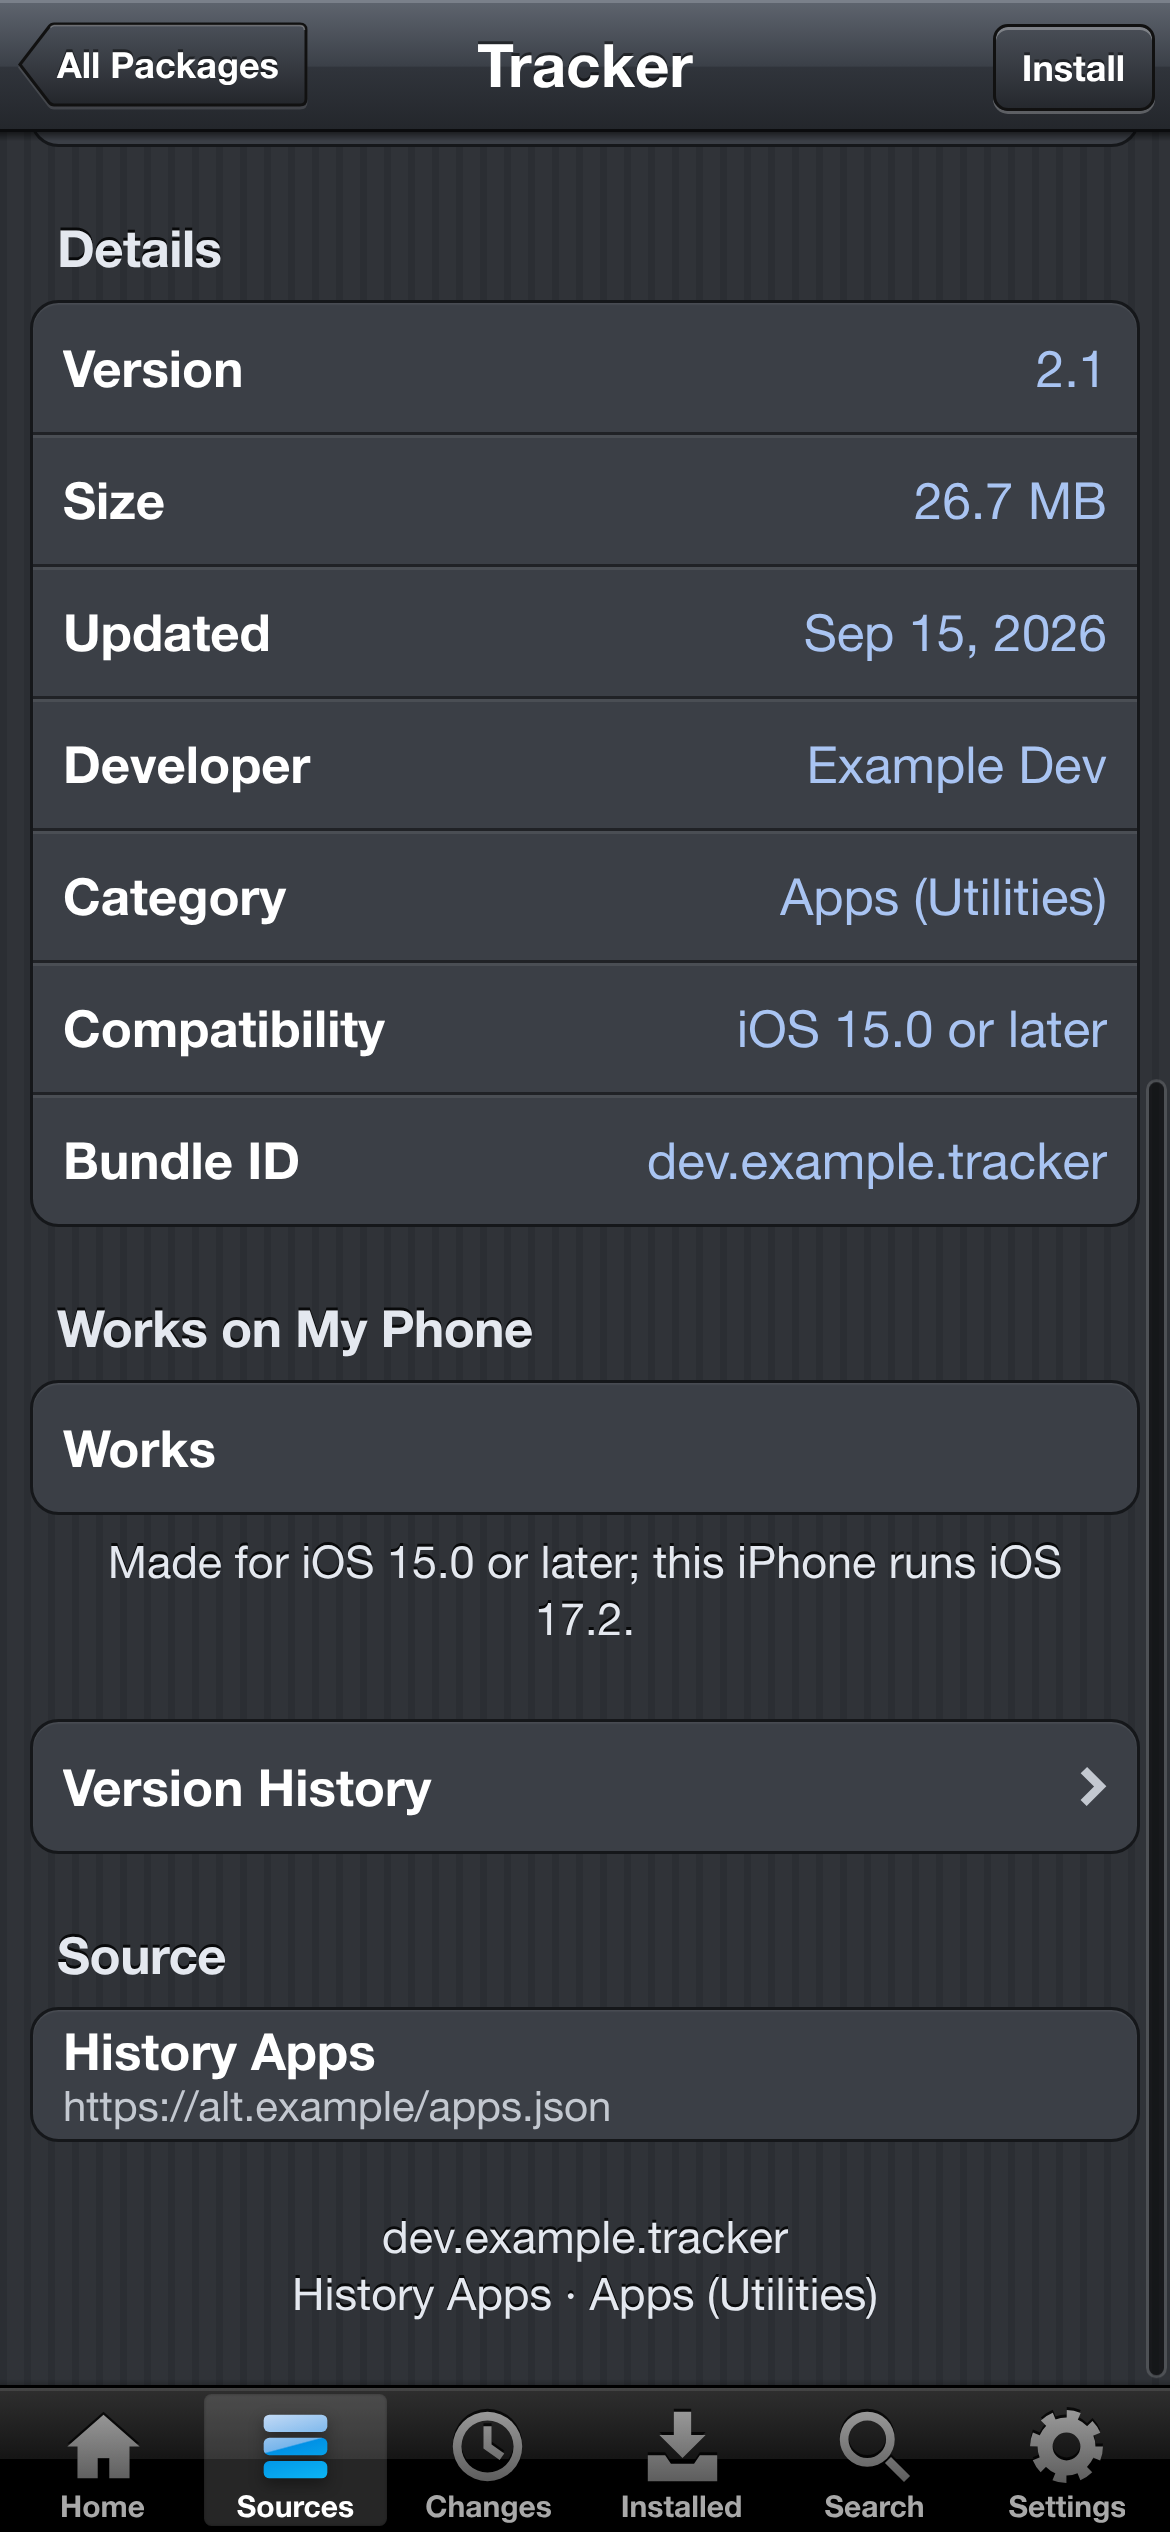 All Packages
Tracker
Install
Details
Version
2.1
Size
26.7 MB
Updated
Sep 15, 2026
Developer
Example Dev
Category
Apps (Utilities)
Compatibility
iOS 15.0 or later
Bundle ID
dev.example.tracker
Works on My Phone
Works
Made for iOS 15.0 or later; this iPhone runs iOS
17.2.
Version History
Source
History Apps
https://alt.example/apps.json
dev.example.tracker
History Apps · Apps (Utilities)
Home
Sources
Changes
Installed
Search
Settings